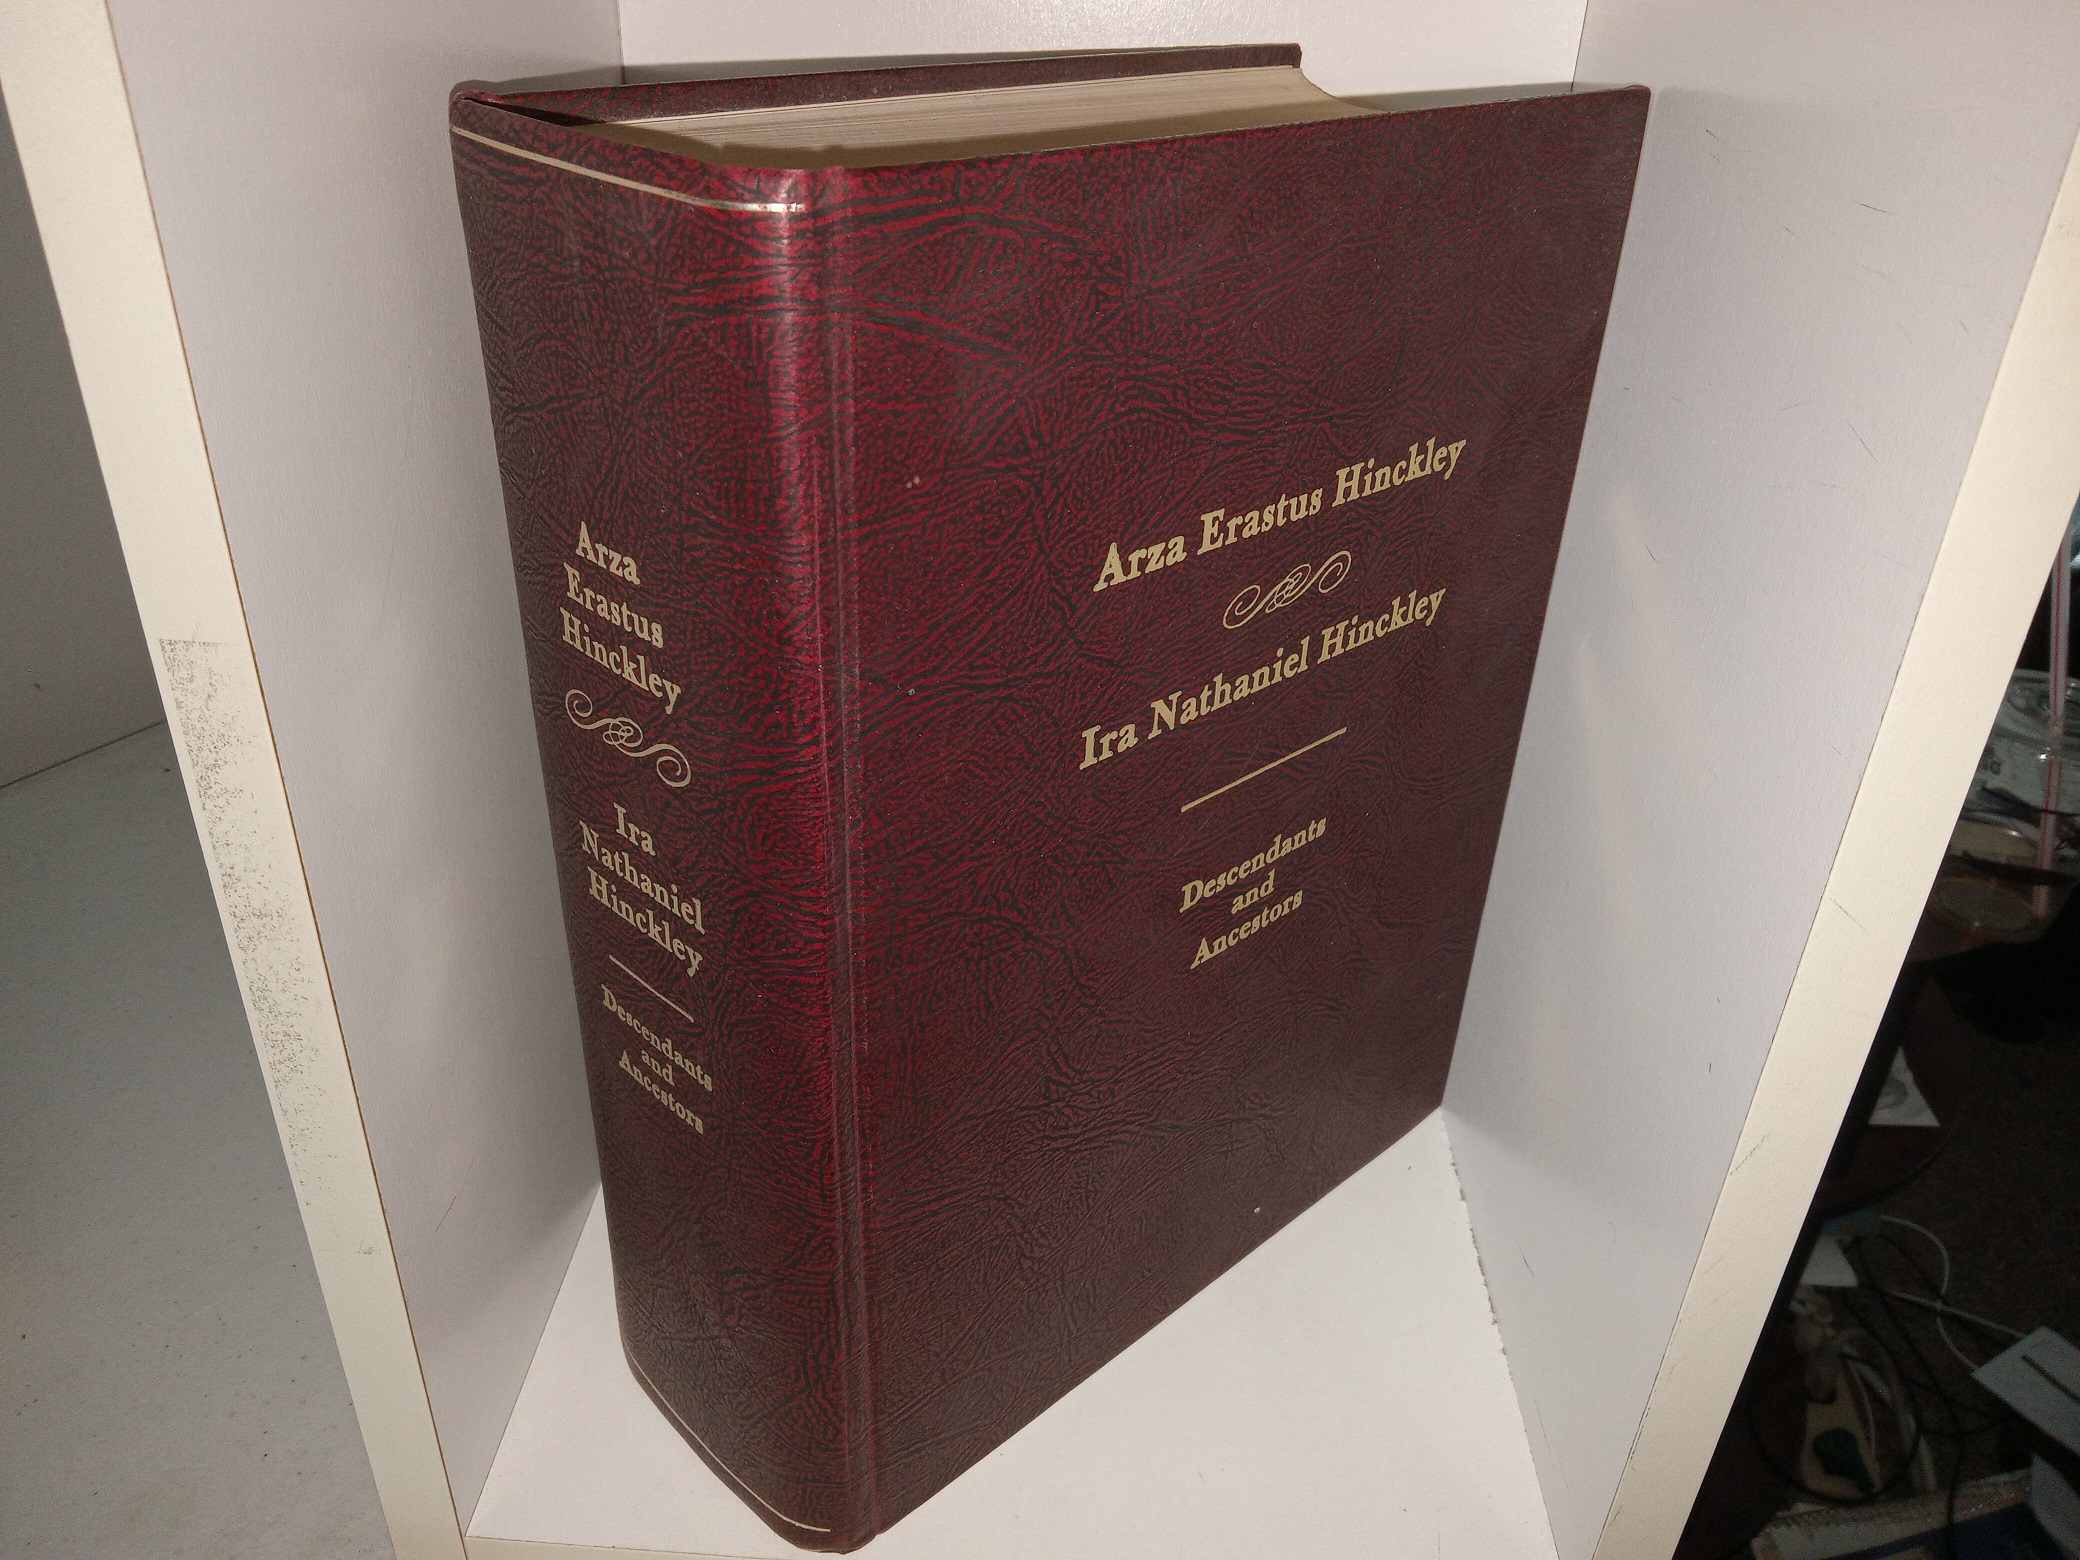 Arza
Erastus
Hinckley
Ira
Nathaniel
Hinckley
Descendants
and
Ancestors
Arza Erastus Hinckley
Ira Nathaniel Hinckley
Descendants
and
Ancestors